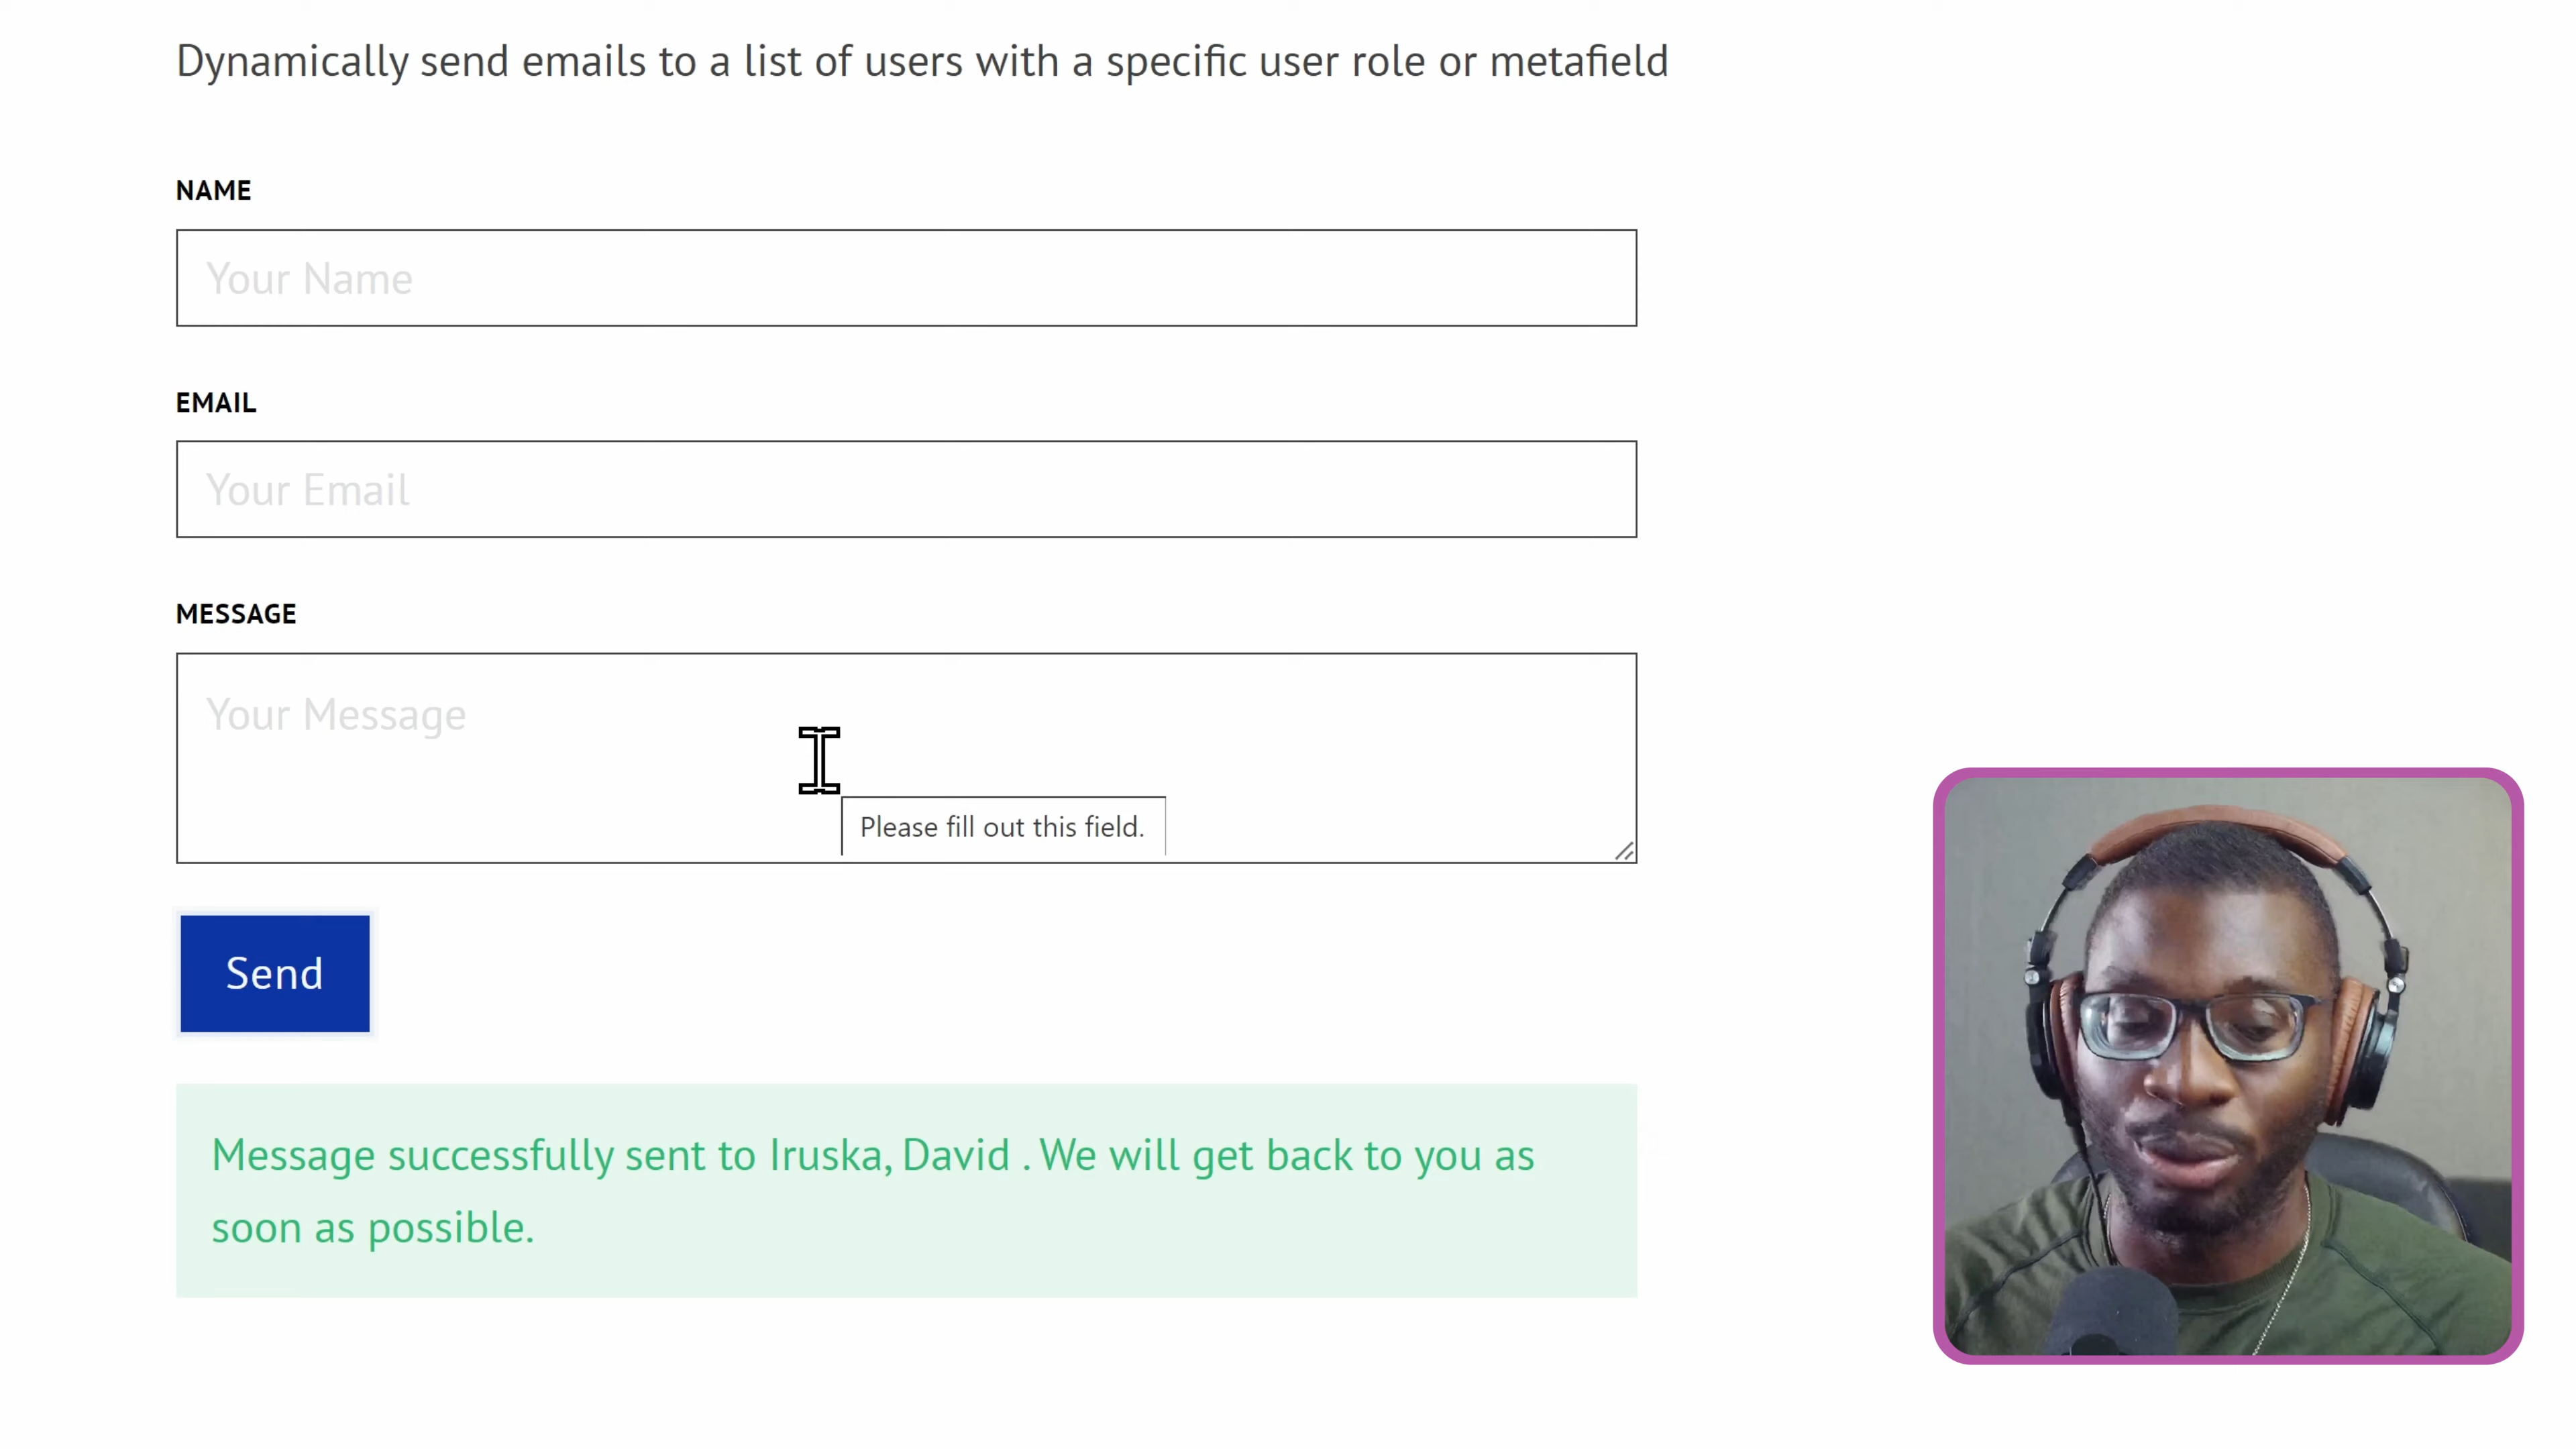 Dynamically send emails to a list of users with a specific user role or metafield
NAME
Your Name
EMAIL
Your Email
MESSAGE
Your Message
Please fill out this field.
Send
Message successfully sent to Iruska, David . We will get back to you as
soon as possible.